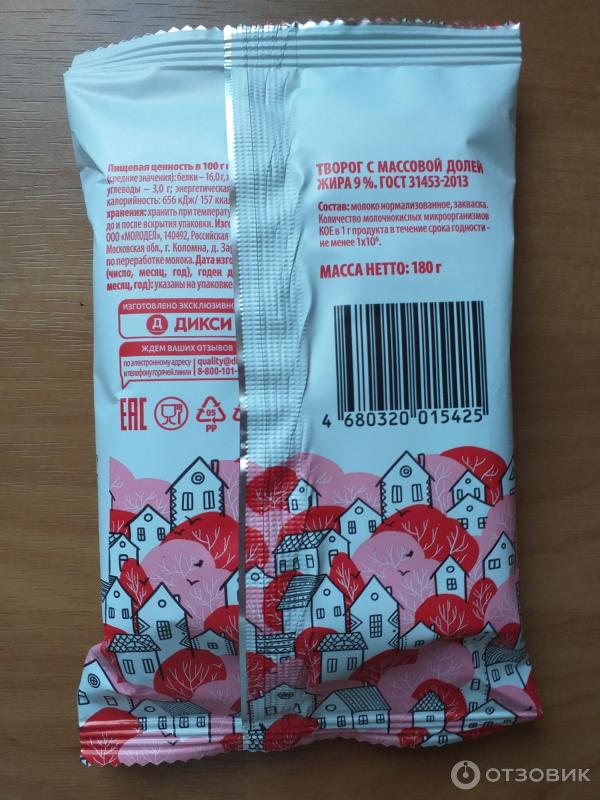 Пищевая ценность в 100 г
(средние значения): белки – 16,0 г,
углеводы – 3,0 г; энергетическая
калорийность: 656 кДж/ 157 ккал
хранения: хранить при температур
до и после вскрытия упаковки. Изго
ООО «МОЛОДЕЛ», 140492, Российская
Московская обл., г. Коломна, д. Зар
по переработке молока. Дата изгот
(число, месяц, год), годен д
месяц, год): указаны на упаковке.
ИЗГОТОВЛЕНО ЭКСКЛЮЗИВНО
Д ДИКСИ
ЖДЕМ ВАШИХ ОТЗЫВОВ
по электронному адресу quality@di
и телефону горячей линии 8-800-101-
EAC
05
PP
ТВОРОГ С МАССОВОЙ ДОЛЕЙ
ЖИРА 9 %. ГОСТ 31453-2013
Состав: молоко нормализованное, закваска.
Количество молочнокислых микроорганизмов
КОЕ в 1 г продукта в течение срока годности -
не менее 1х10⁶.
МАССА НЕТТО: 180 г
4 680320 015425
ОТЗОВИК